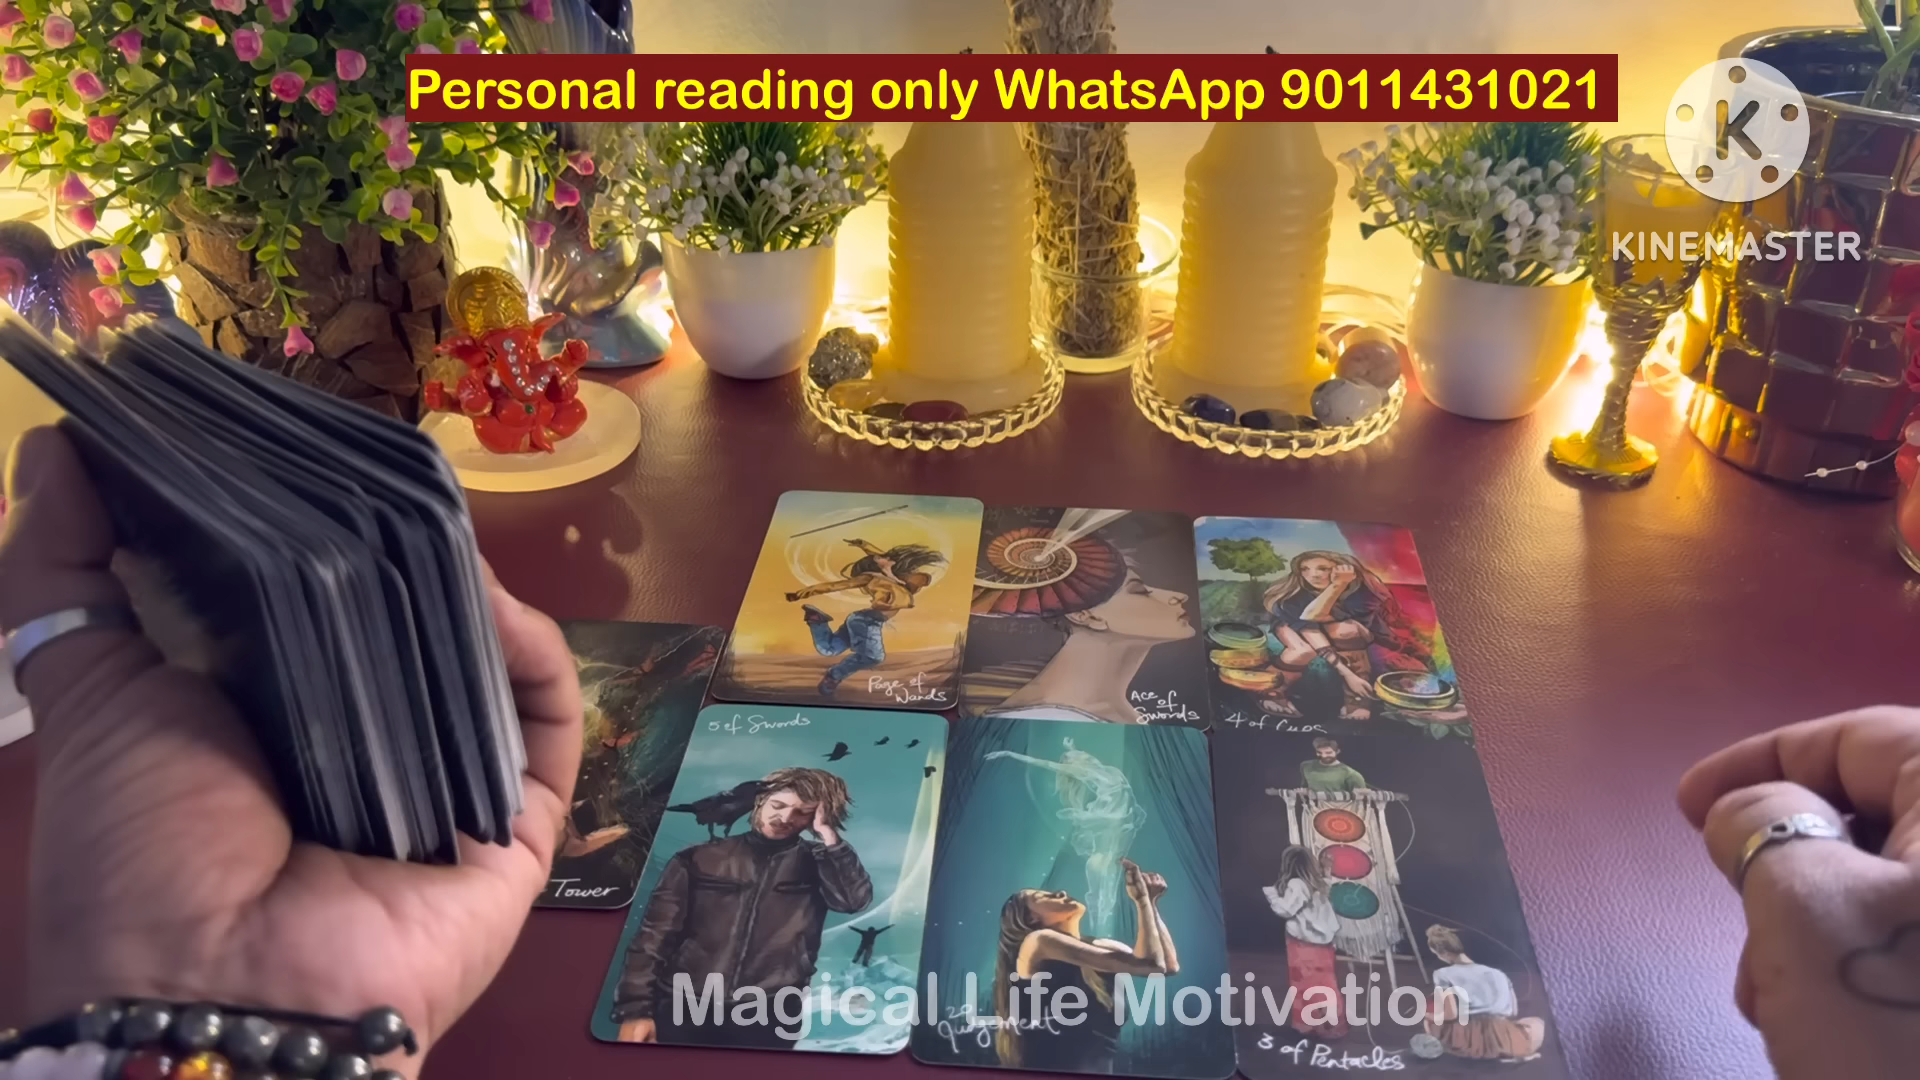 Personal reading only WhatsApp 9011431021
K
KINEMASTER
Page of
Wands
Ace
of
Swords
4 of Cups
5 of Swords
Tower
Magical Life Motivation
20
Judgement
3 of Pentacles